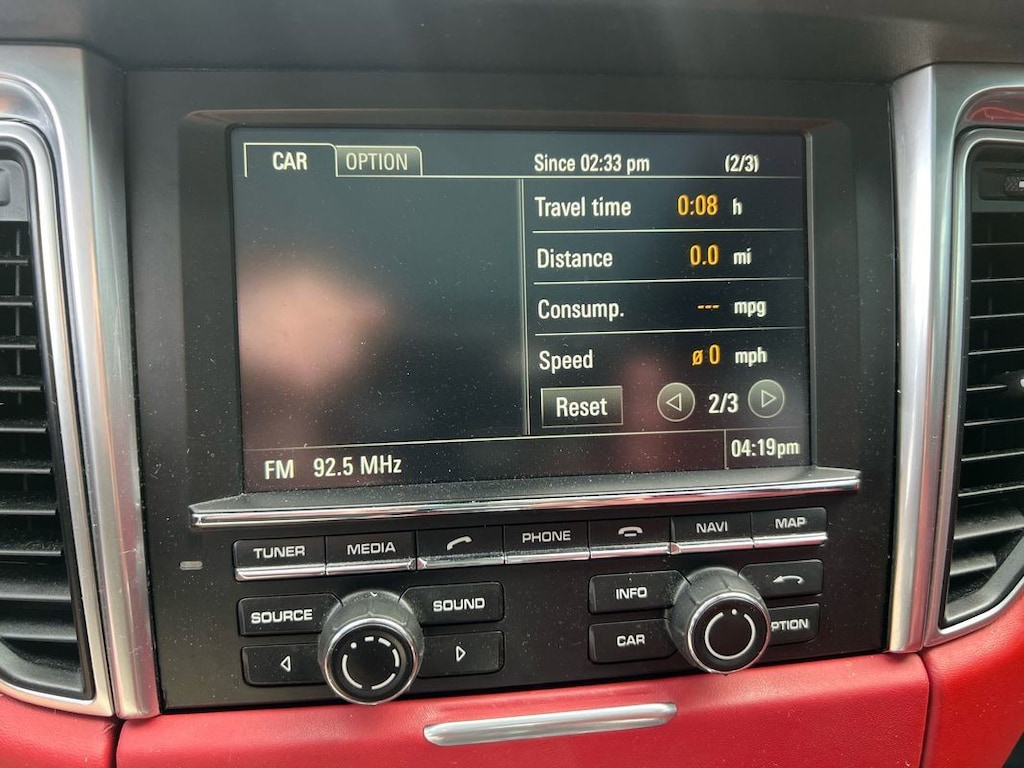 CAR OPTION Since 02:33 pm (2/3)
Travel time 0:08 h
Distance 0.0 mi
Consump. --- mpg
Speed ø 0 mph
Reset 2/3
FM 92.5 MHz 04:19pm
TUNER MEDIA PHONE NAVI MAP
SOURCE SOUND INFO
CAR PTION